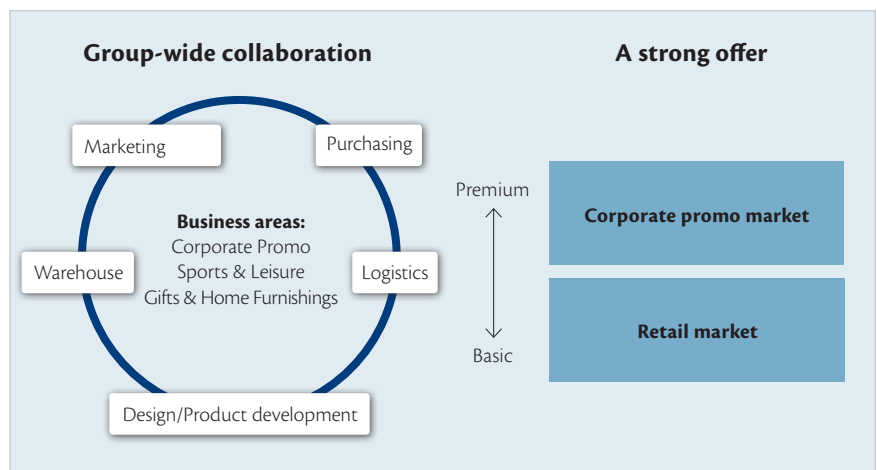 Group-wide collaboration
Marketing
Purchasing
Business areas:
Corporate Promo
Sports & Leisure
Gifts & Home Furnishings
Warehouse
Logistics
Design/Product development
A strong offer
Premium
Basic
Corporate promo market
Retail market